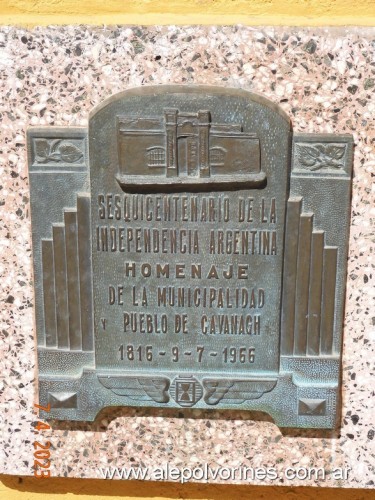 SESQUICENTENARIO DE LA
INDEPENDENCIA ARGENTINA
HOMENAJE
DE LA MUNICIPALIDAD
Y PUEBLO DE CAVANAGH
1816-9-7-1966
www.alepolvorines.com.ar